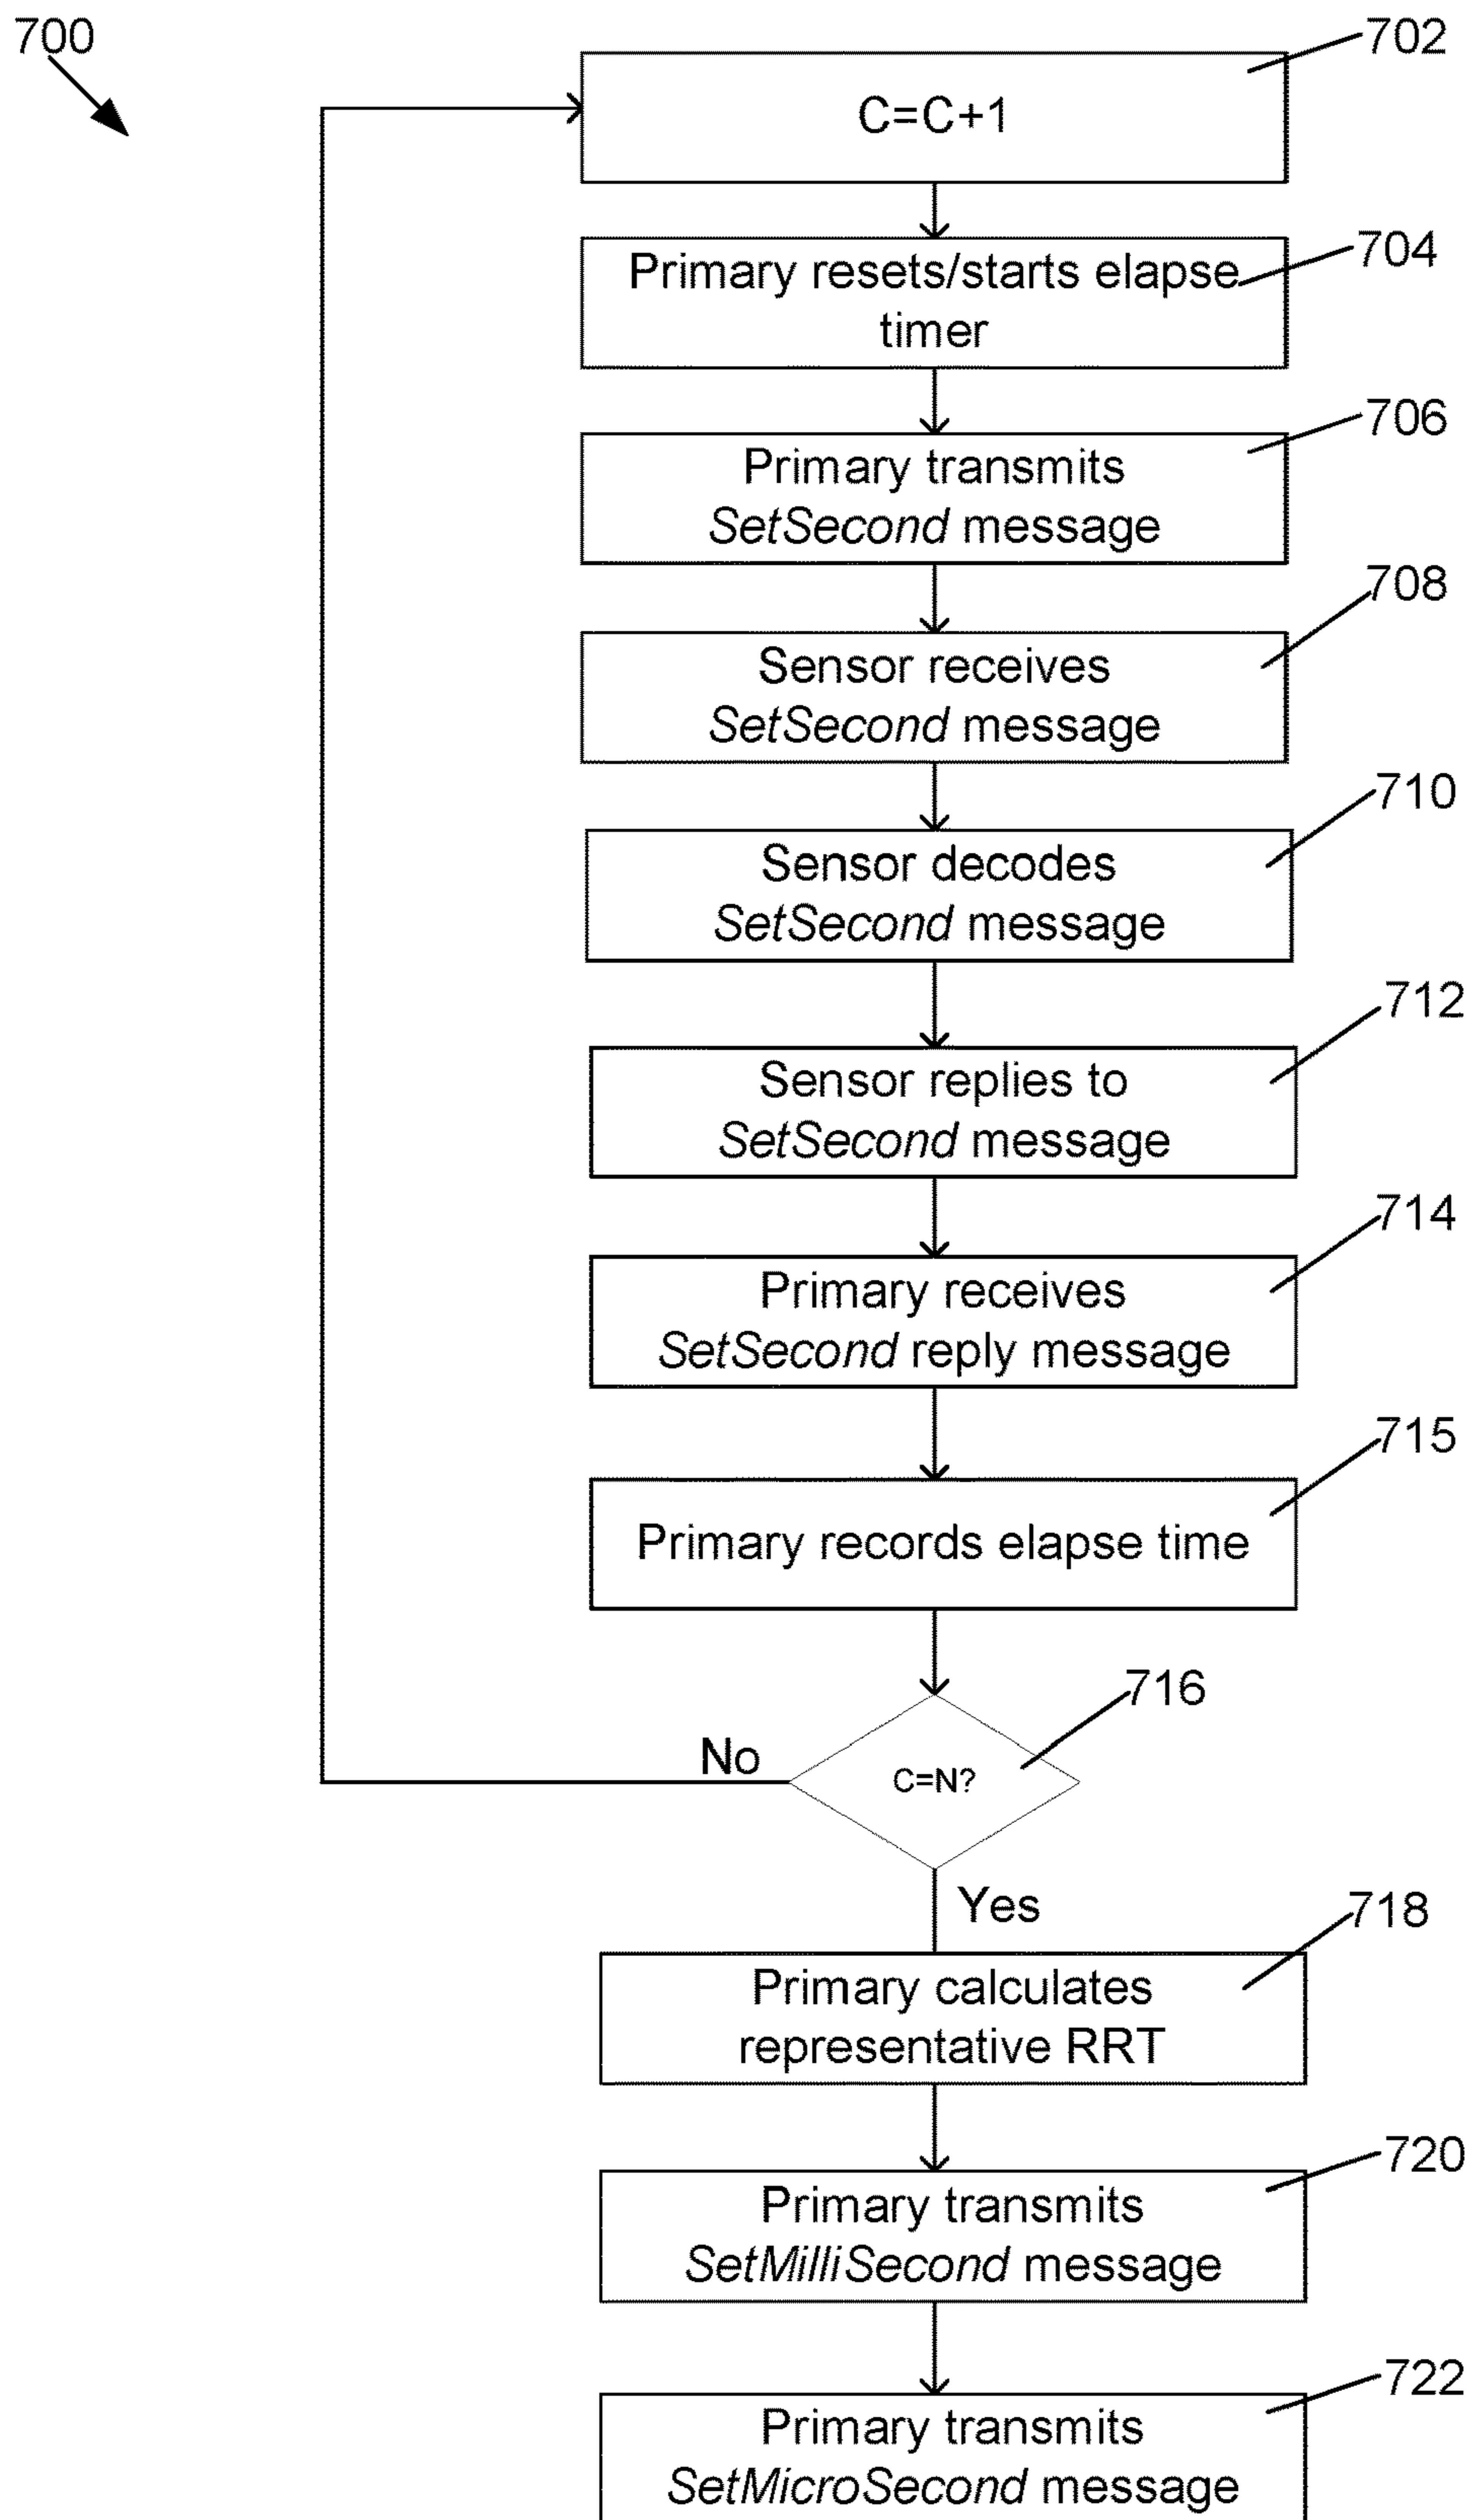 700
702
C=C+1
704
Primary resets/starts elapse
timer
706
Primary transmits
SetSecond message
708
Sensor receives
SetSecond message
710
Sensor decodes
SetSecond message
712
Sensor replies to
SetSecond message
714
Primary receives
SetSecond reply message
715
Primary records elapse time
716
No
C=N?
Yes
718
Primary calculates
representative RRT
720
Primary transmits
SetMilliSecond message
722
Primary transmits
SetMicroSecond message